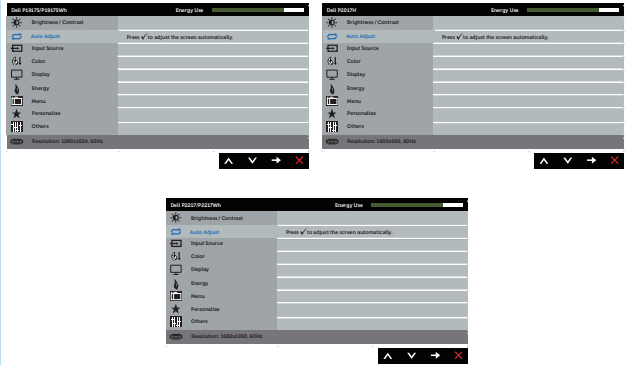 Dell P1917S/P1917SWh Energy Use
Brightness / Contrast
Auto Adjust Press ✓ to adjust the screen automatically.
Input Source
Color
Display
Energy
Menu
Personalize
Others
Resolution: 1280x1024, 60Hz
Dell P2017H Energy Use
Brightness / Contrast
Auto Adjust Press ✓ to adjust the screen automatically.
Input Source
Color
Display
Energy
Menu
Personalize
Others
Resolution: 1600x900, 60Hz
Dell P2217/P2217Wh Energy Use
Brightness / Contrast
Auto Adjust Press ✓ to adjust the screen automatically.
Input Source
Color
Display
Energy
Menu
Personalize
Others
Resolution: 1680x1050, 60Hz